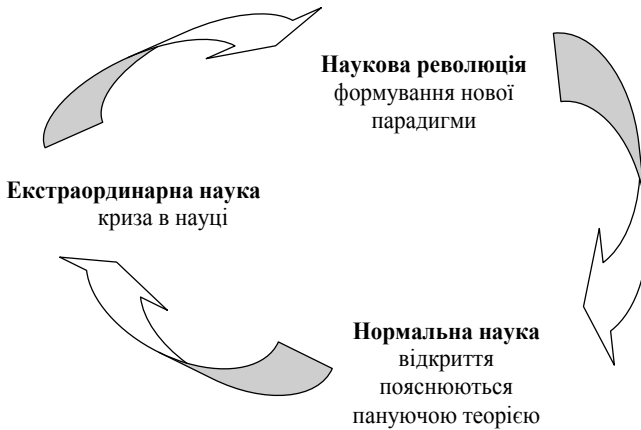 Наукова революція
формування нової
парадигми
Екстраординарна наука
криза в науці
Нормальна наука
відкриття
пояснюються
пануючою теорією